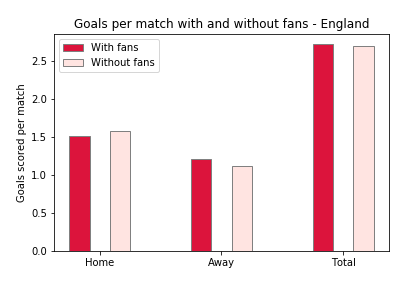 Goals per match with and without fans - England
With fans
Without fans
Goals scored per match
2.5
2.0
1.5
1.0
0.5
0.0
Home Away Total